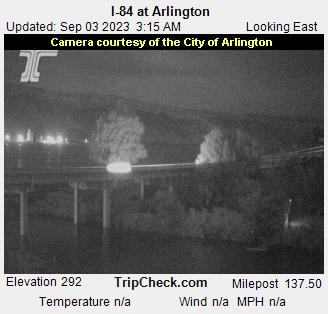 I-84 at Arlington
Updated: Sep 03 2023 3:15 AM Looking East
Camera courtesy of the City of Arlington
Elevation 292 TripCheck.com Milepost 137.50
Temperature n/a Wind n/a MPH n/a